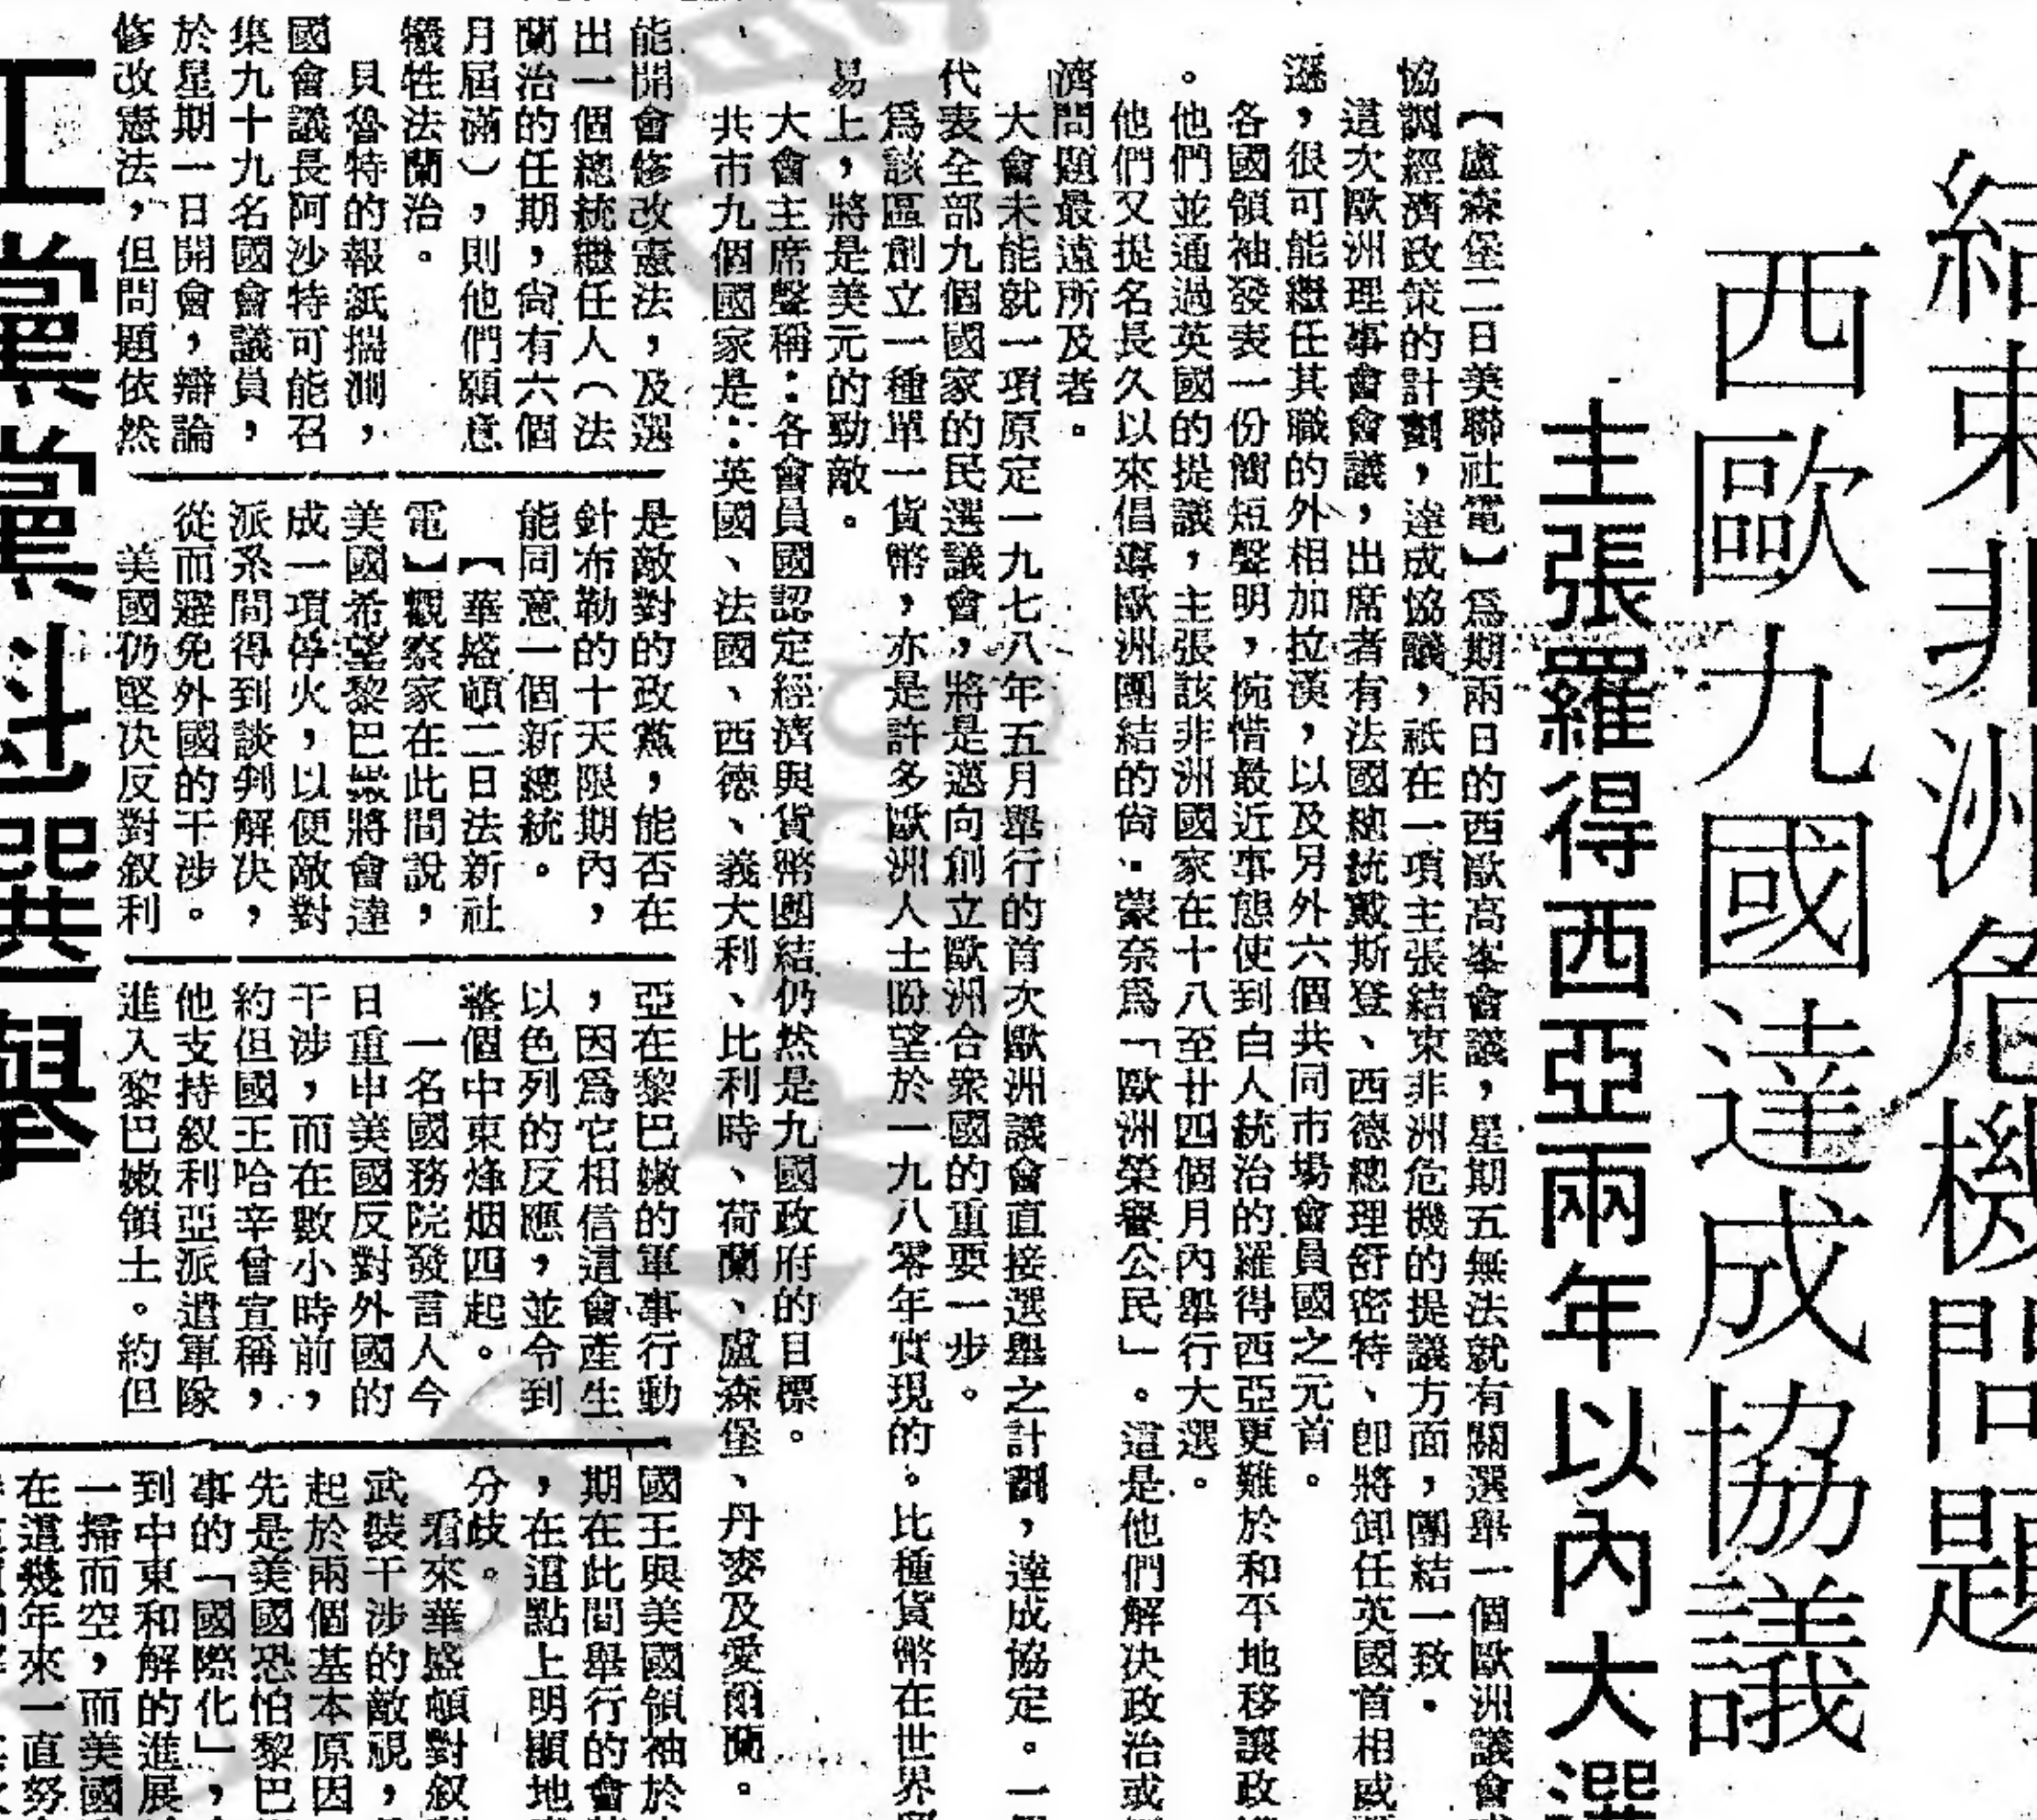 結束非洲危機問題
西歐九國達成協議
主張羅得西亞兩年以內大選
【盧森堡二日美聯社電】爲期兩日的西歐高峯會議，星期五無法就有關選舉一個歐洲議會
協調經濟政策的計劃，達成協議，祇在一項主張結束非洲危機的提議方面，團結一致．
這次歐洲理事會會議，出席者有法國總統戴斯登、西德總理舒密特、卽將卸任英國首相威
遜，很可能繼任其職的外相加拉漢，以及另外六個共同市場會員國之元首。
各國領袖發表一份簡短聲明，惋惜最近事態使到白人統治的羅得西亞更難於和平地移讓政
。他們並通過英國的提議，主張該非洲國家在十八至廿四個月內舉行大選。
他們又提名長久以來倡導歐洲團結的尙．蒙奈爲「歐洲榮譽公民」。這是他們解決政治或
濟問題最遠所及者。
大會未能就一項原定一九七八年五月舉行的首次歐洲議會直接選舉之計劃，達成協定。一
代表全部九個國家的民選議會，將是邁向創立歐洲合衆國的重要一步。
爲該區創立一種單一貨幣，亦是許多歐洲人士盼望於一九八零年實現的。比種貨幣在世界
易上，將是美元的勁敵。
大會主席聲稱：各會員國認定經濟與貨幣團結仍然是九國政府的目標。
共市九個國家是：英國、法國、西德、義大利、比利時、荷蘭、盧森堡、丹麥及愛爾蘭。
能開會修改憲法，及選
出一個總統繼任人（法
蘭治的任期，尙有六個
月屆滿），則他們願意
犧牲法蘭治。
貝魯特的報紙揣測，
國會議長阿沙特可能召
集九十九名國會議員，
於星期一日開會，辯論
修改憲法，但問題依然
是敵對的政黨，能否在
針布勒的十天限期內，
能同意一個新總統。
【華盛頓二日法新社
電】觀察家在此間說，
美國希望黎巴嫩將會達
成一項停火，以便敵對
派系間得到談判解決，
從而避免外國的干涉。
美國仍堅決反對叙利
亞在黎巴嫩的軍事行動
，因爲它相信這會產生
以色列的反應，並令到
整個中東烽烟四起。
一名國務院發言人今
日重申美國反對外國的
干涉，而在數小時前，
約但國王哈辛曾宣稱，
他支持叙利亞派遣軍隊
進入黎巴嫩領士。約但
國王與美國領袖於
期在此間舉行的會
，在這點上明顯地
分歧。
看來華盛頓對叙
武裝干涉的敵視，
起於兩個基本原因
先是美國恐怕黎巴
事的「國際化」，
到中東和解的進展
一掃而空，而美國
在這幾年來一直努
工黨黨科選舉